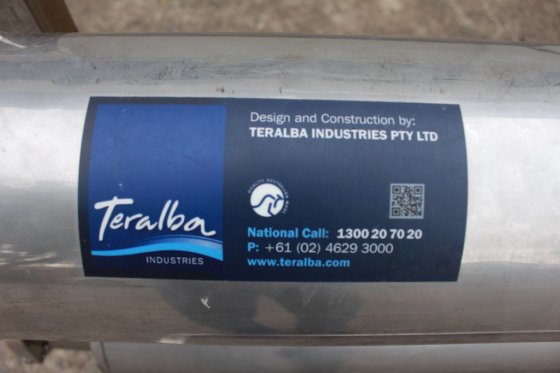 Design and Construction by:
TERALBA INDUSTRIES PTY LTD
Teralba
INDUSTRIES
National Call: 1300 20 70 20
P: +61 (02) 4629 3000
www.teralba.com